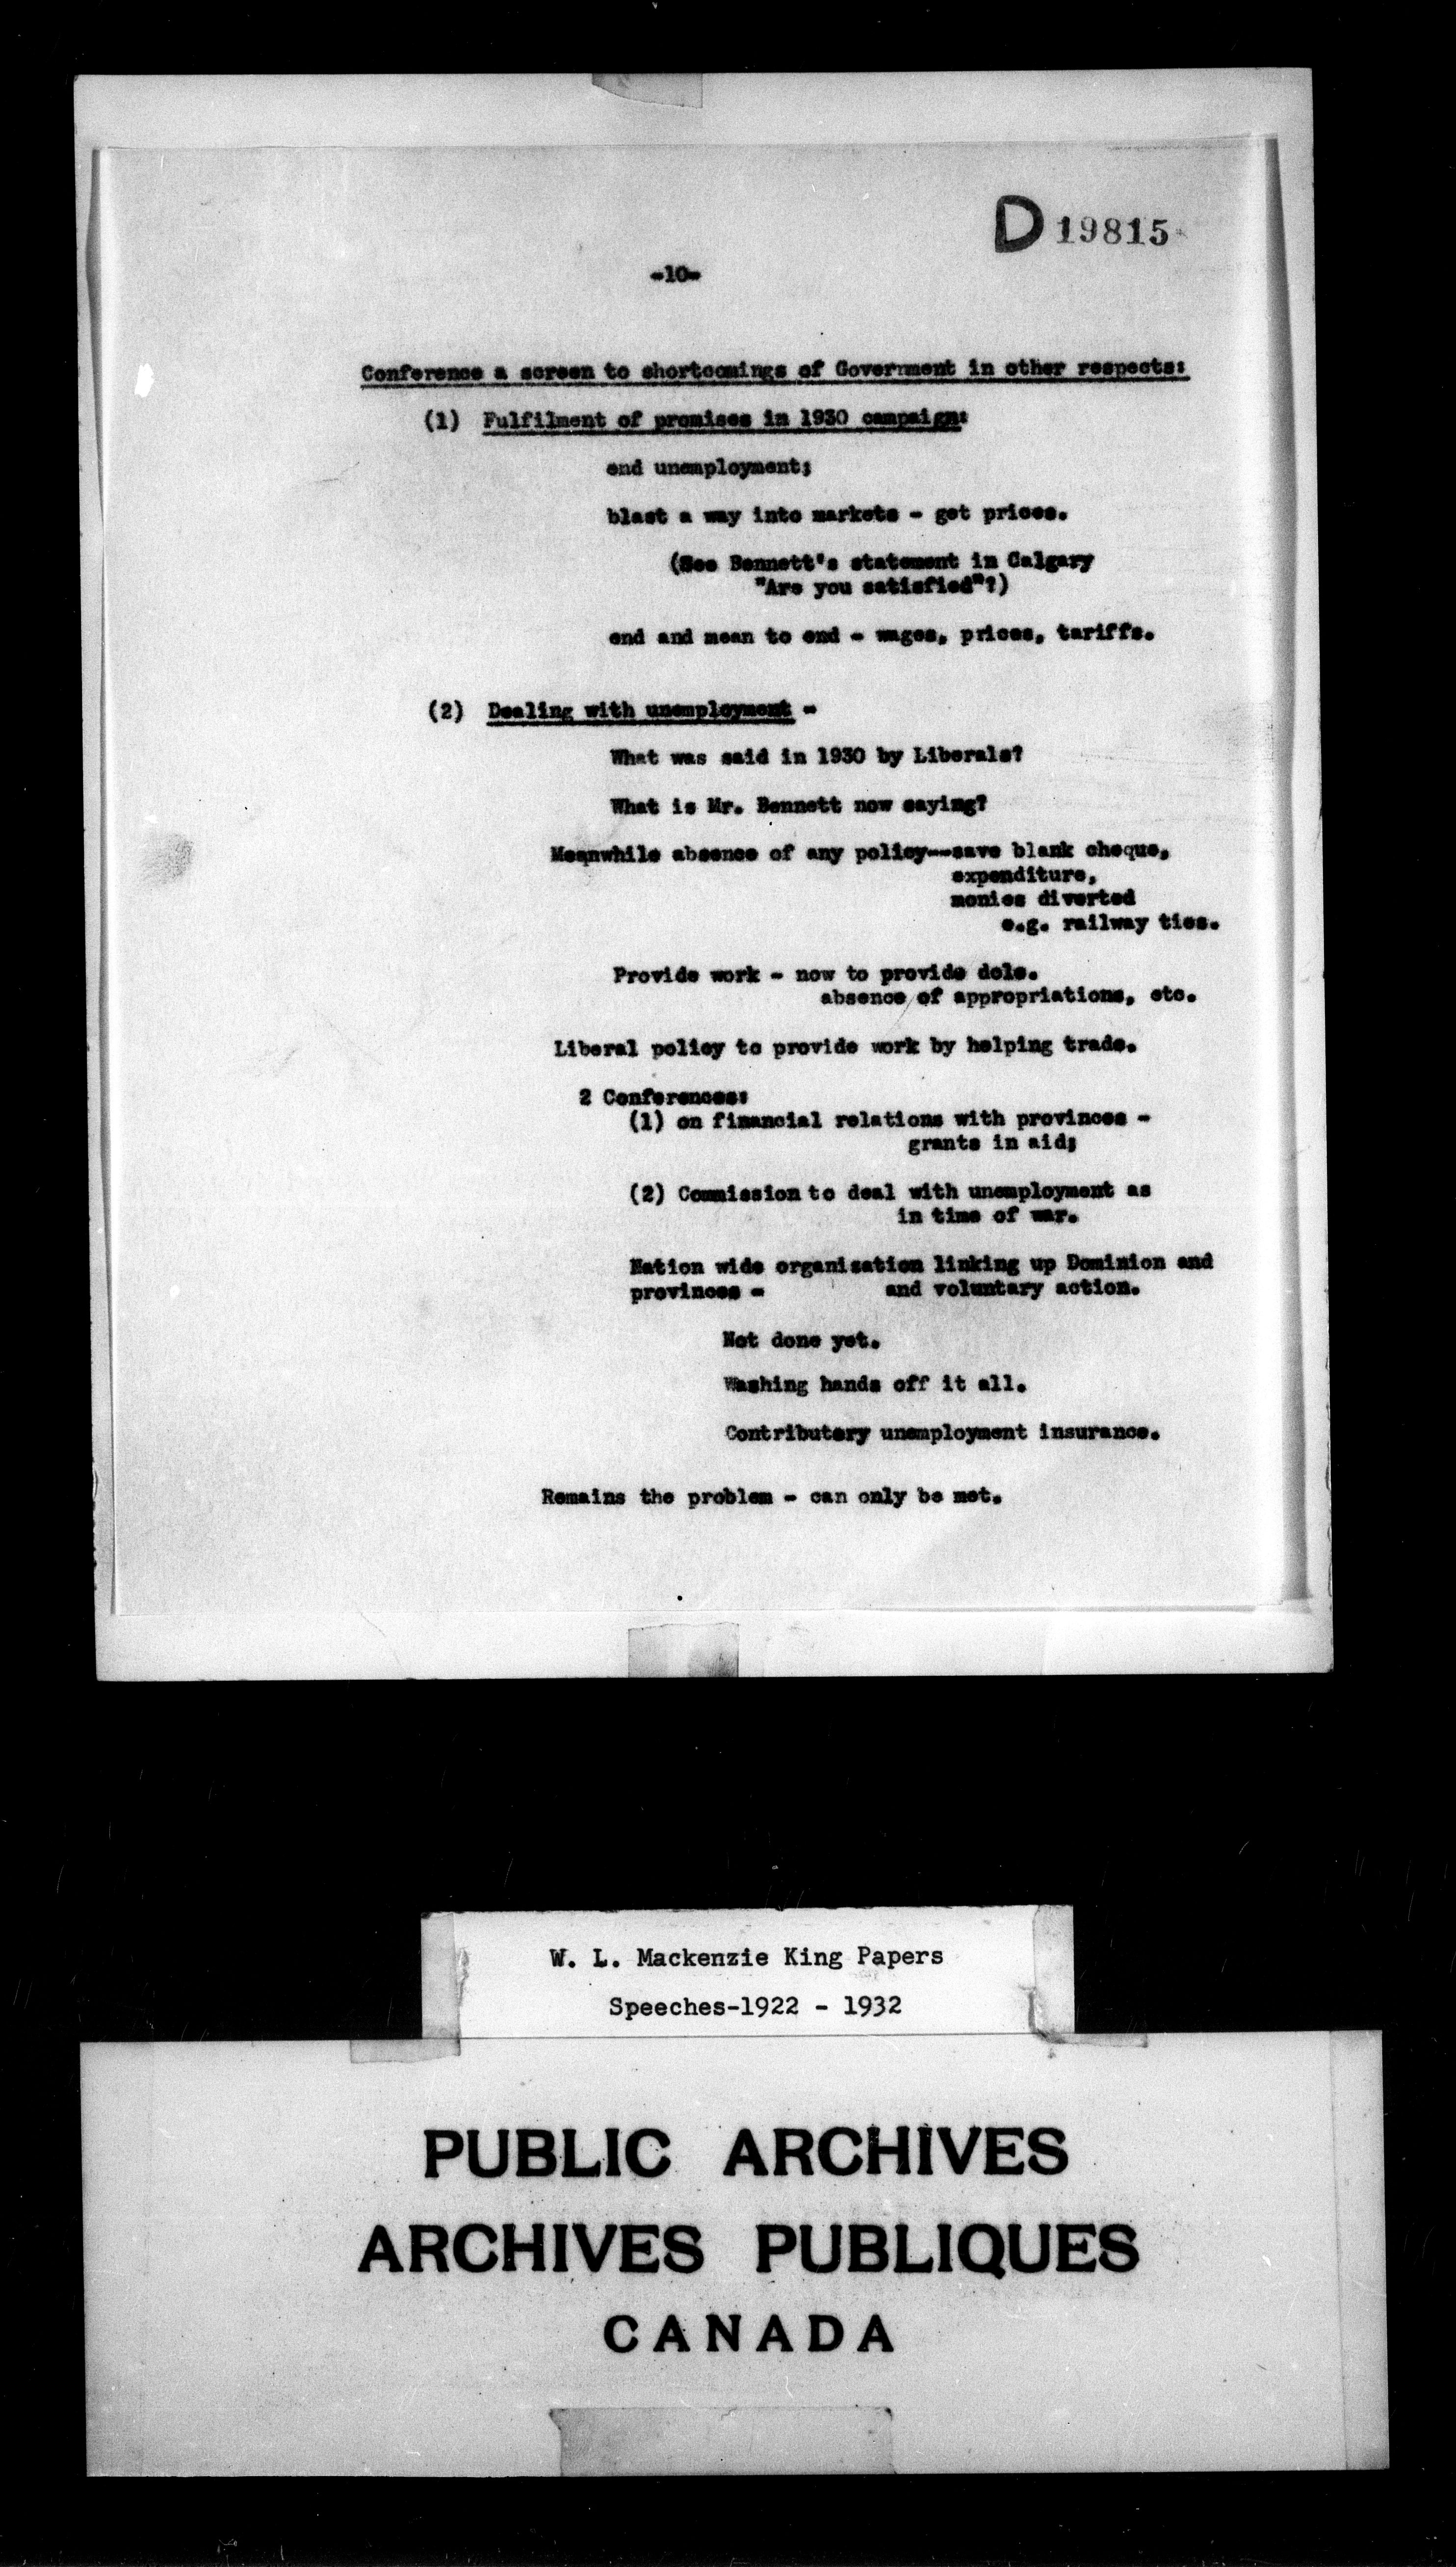 D 19815
-10-
Conference a screen to shortcomings of Government in other respects:
(1) Fulfilment of promises in 1930 campaign:
end unemployment;
blast a way into markets - get prices.
(See Bennett's statement in Calgary
"Are you satisfied"?)
end and mean to end - wages, prices, tariffs.
(2) Dealing with unemployment -
What was said in 1930 by Liberals?
What is Mr. Bennett now saying?
Meanwhile absence of any policy--save blank cheque,
expenditure,
monies diverted
e.g. railway ties.
Provide work - now to provide dole.
absence of appropriations, etc.
Liberal policy to provide work by helping trade.
2 Conferences:
(1) on financial relations with provinces -
grants in aid;
(2) Commission to deal with unemployment as
in time of war.
Nation wide organization linking up Dominion and
provinces - and voluntary action.
Not done yet.
Washing hands off it all.
Contributory unemployment insurance.
Remains the problem - can only be met.
W. L. Mackenzie King Papers
Speeches-1922 - 1932
PUBLIC ARCHIVES
ARCHIVES PUBLIQUES
CANADA